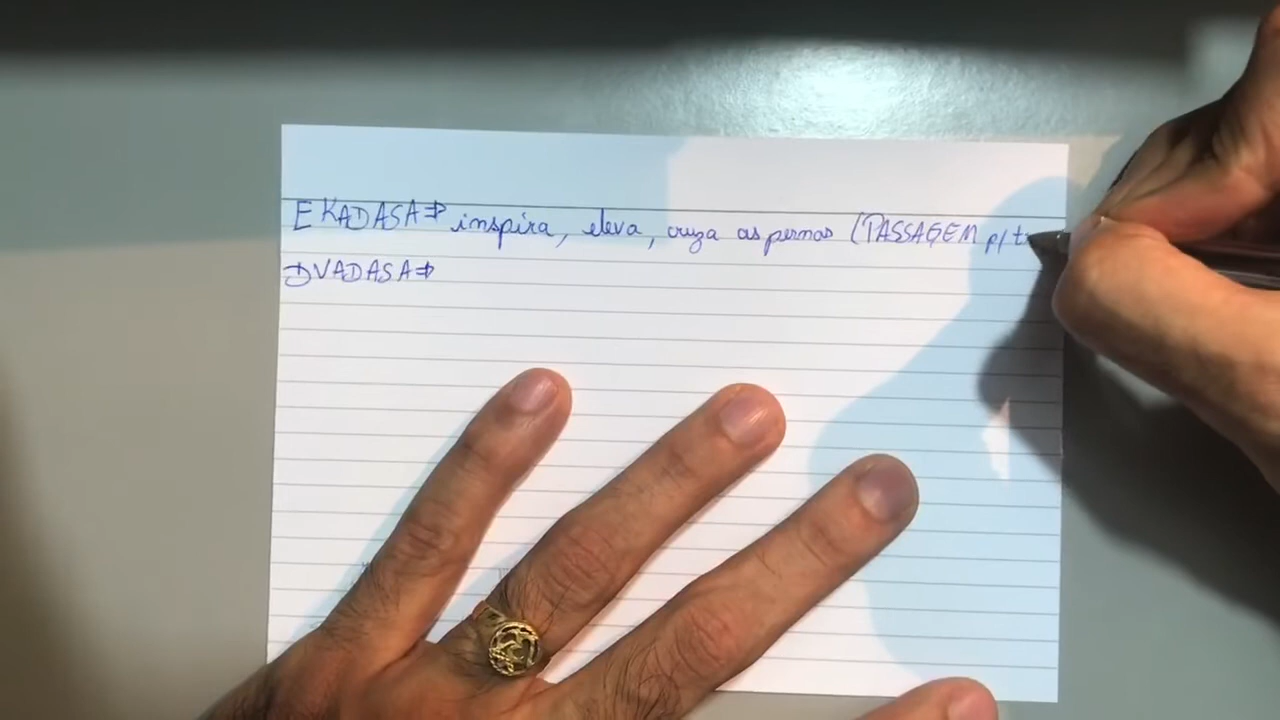 EKADASA⇒ inspira, eleva, cruza as pernas (PASSAGEM p/
DVADASA⇒